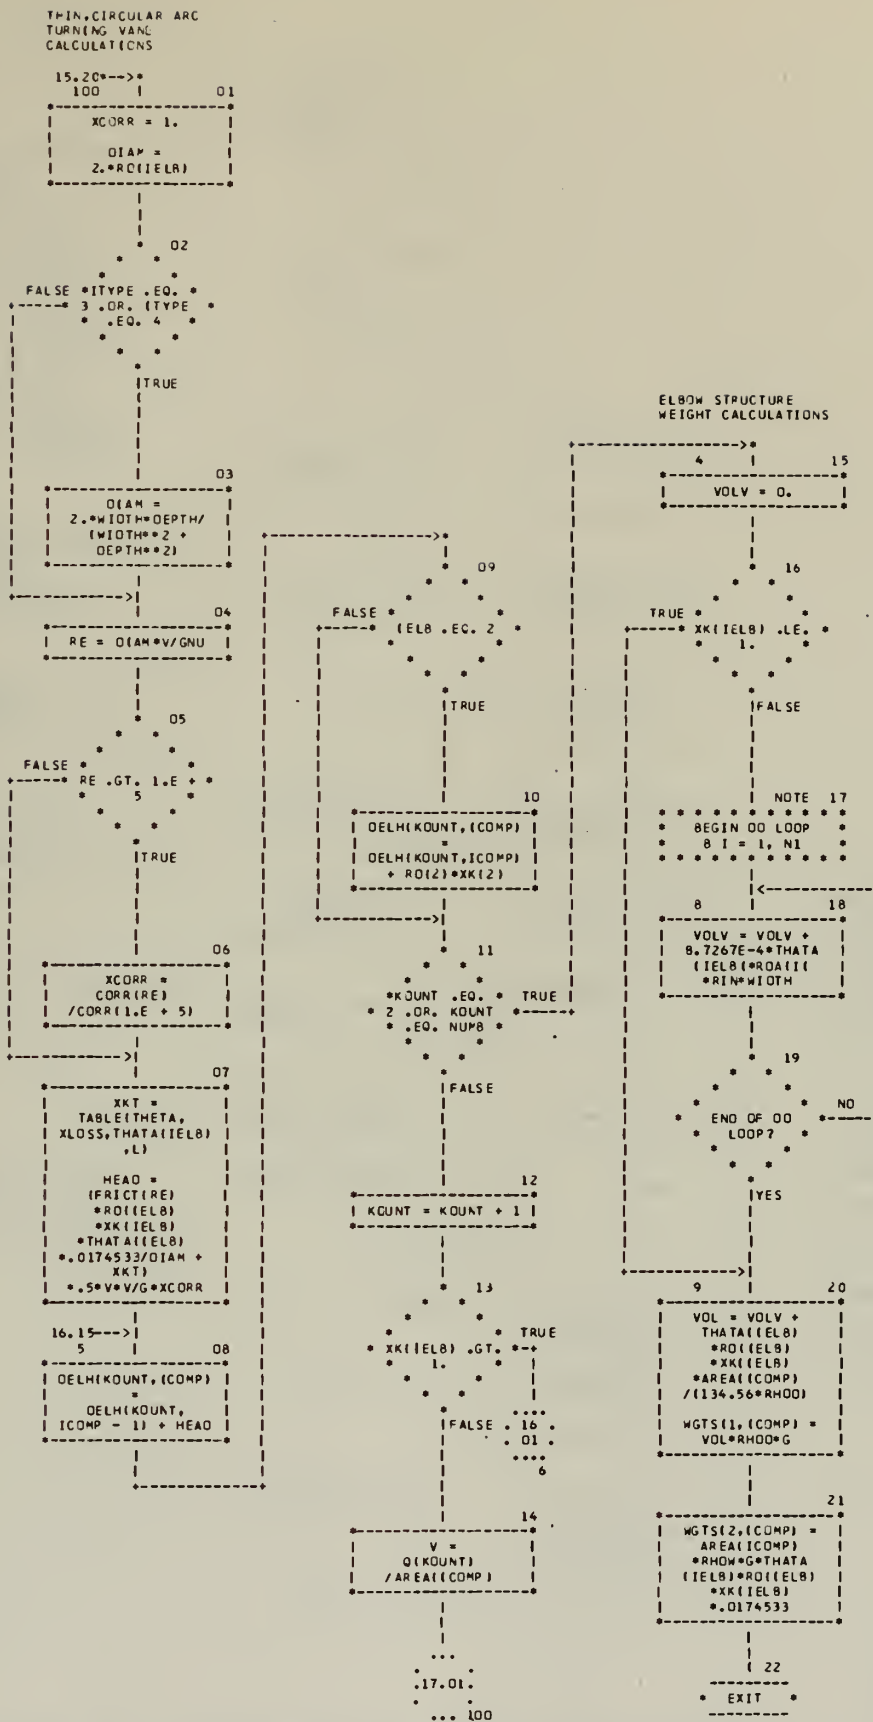 THIN,CIRCULAR ARC
TURNING VANE
CALCULATIONS
15.20*-->*
100 01
XCORR = 1.
DIAM =
2.*RO(IELB)
02
FALSE *ITYPE .EQ. *
3 .OR. ITYPE *
* .EQ. 4 *
TRUE
03
DIAM =
2.*WIDTH*DEPTH/
(WIDTH**2 +
DEPTH**2)
04
RE = DIAM*V/GNU
05
FALSE *
RE .GT. 1.E + *
* 5 *
TRUE
06
XCORR =
CORR(RE)
/CORR(1.E + 5)
07
XKT =
TABLE(THETA,
XLOSS,THATA(IELB)
,L)
HEAD =
(FRICT(RE)
*RO(IELB)
*XK(IELB)
*THATA(IELB)
*.0174533/DIAM +
XKT)
*.5*V*V/G*XCORR
16.15-->
5 08
DELH(KOUNT,ICOMP)
=
DELH(KOUNT,
ICOMP - 1) + HEAD
09
FALSE
* IELB .EQ. 2 *
TRUE
10
DELH(KOUNT,ICOMP)
=
DELH(KOUNT,ICOMP)
+ RO(2)*XK(2)
11
*KOUNT .EQ. * TRUE
* 2 .OR. KOUNT *
* .EQ. NUMB *
FALSE
12
KOUNT = KOUNT + 1
13
TRUE
* XK(IELB) .GT. *
* 1. *
FALSE
. 16 .
. 01 .
6
14
V =
Q(KOUNT)
/AREA(ICOMP)
.17.01.
... 100
ELBOW STRUCTURE
WEIGHT CALCULATIONS
4 15
VOLV = 0.
16
TRUE
* XK(IELB) .LE. *
1.
FALSE
NOTE 17
* BEGIN DO LOOP *
* 8 I = 1, N1 *
8 18
VOLV = VOLV +
8.7267E-4*THATA
(IELB)*ROA(I)
*RIN*WIDTH
19
NO
* END OF DO *
* LOOP? *
YES
9 20
VOL = VOLV +
THATA(IELB)
*RO(IELB)
*XK(IELB)
*AREA(ICOMP)
/(134.56*RHOD)
WGTS(1,ICOMP) =
VOL*RHOD*G
21
WGTS(2,ICOMP) =
AREA(ICOMP)
*RHOW*G*THATA
(IELB)*RO(IELB)
*XK(IELB)
*.0174533
22
* EXIT *